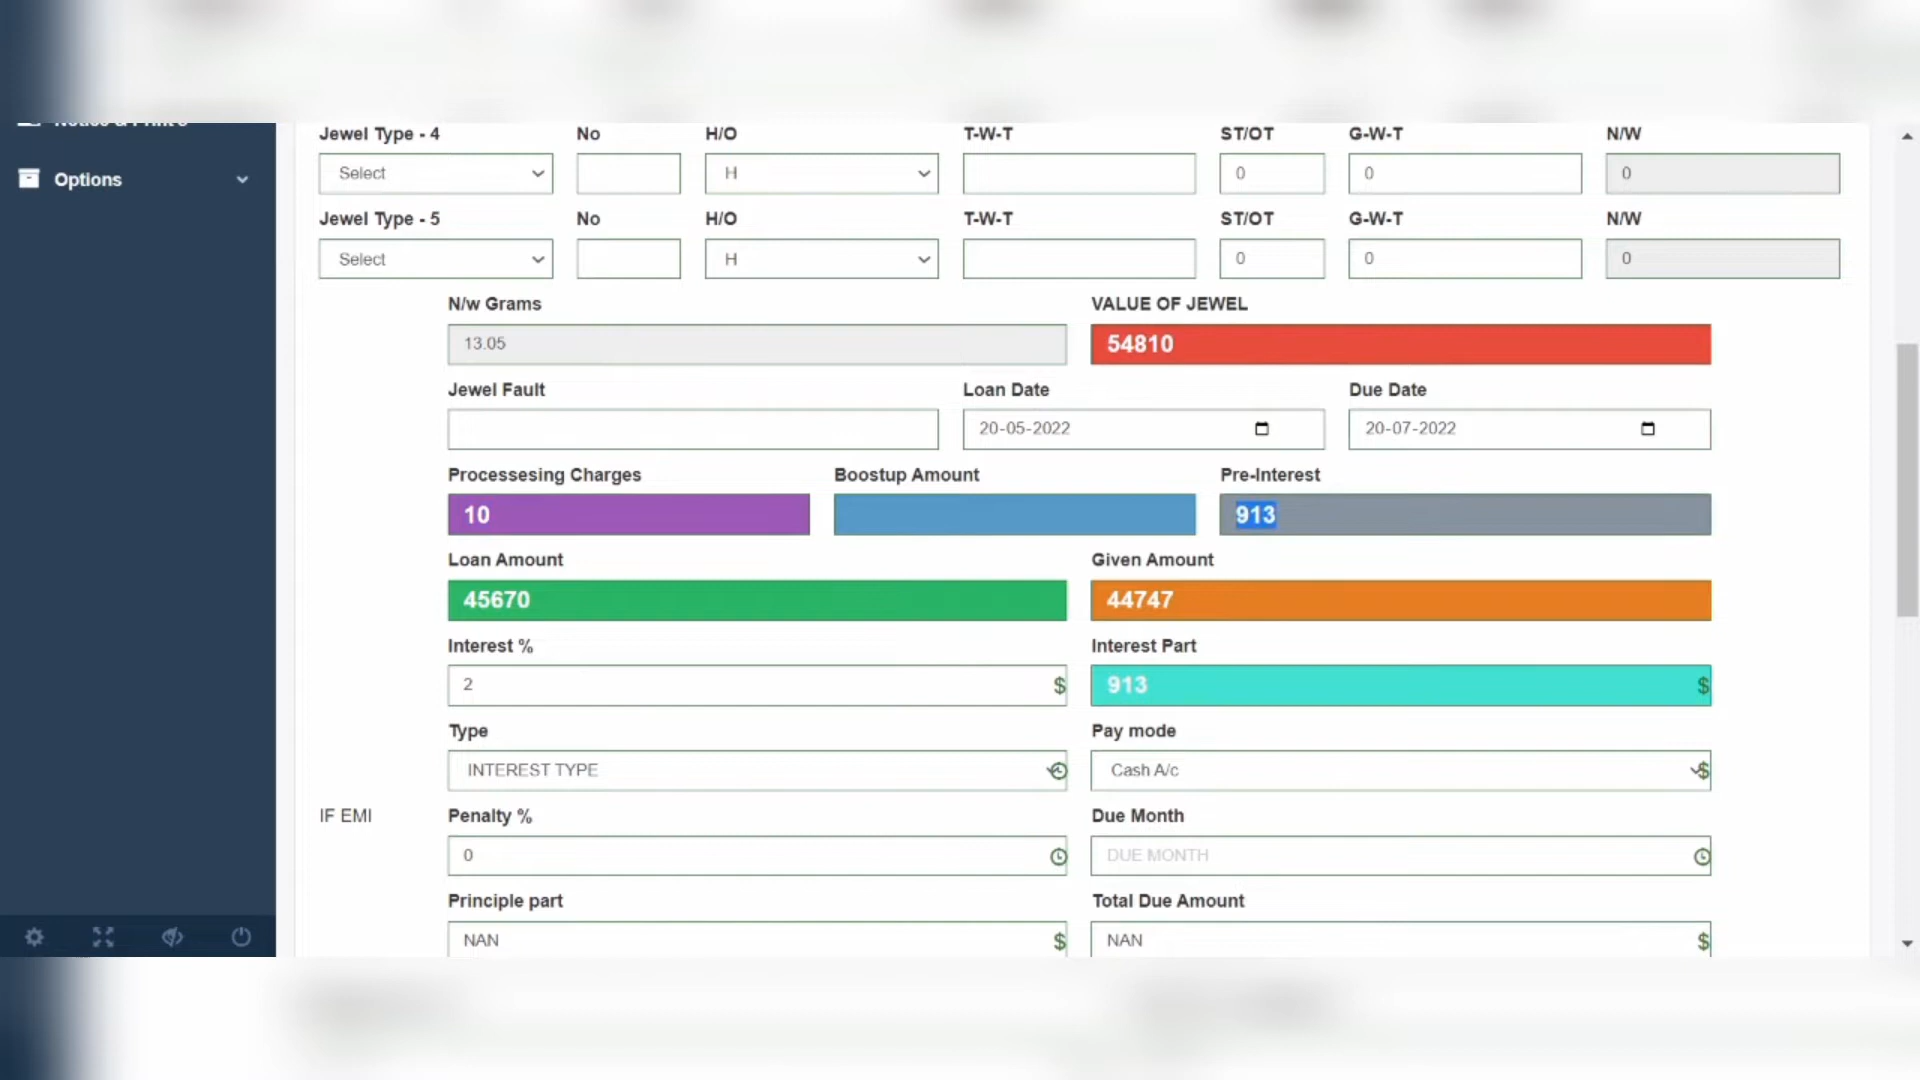 Notice & Print's
Options
Jewel Type - 4 No H/O T-W-T ST/OT G-W-T N/W
Select H 0 0 0
Jewel Type - 5 No H/O T-W-T ST/OT G-W-T N/W
Select H 0 0 0
N/w Grams VALUE OF JEWEL
13.05 54810
Jewel Fault Loan Date Due Date
20-05-2022 20-07-2022
Processesing Charges Boostup Amount Pre-Interest
10 913
Loan Amount Given Amount
45670 44747
Interest % Interest Part
2 $ 913 $
Type Pay mode
INTEREST TYPE Cash A/c $
IF EMI Penalty % Due Month
0 DUE MONTH
Principle part Total Due Amount
NAN $ NAN $